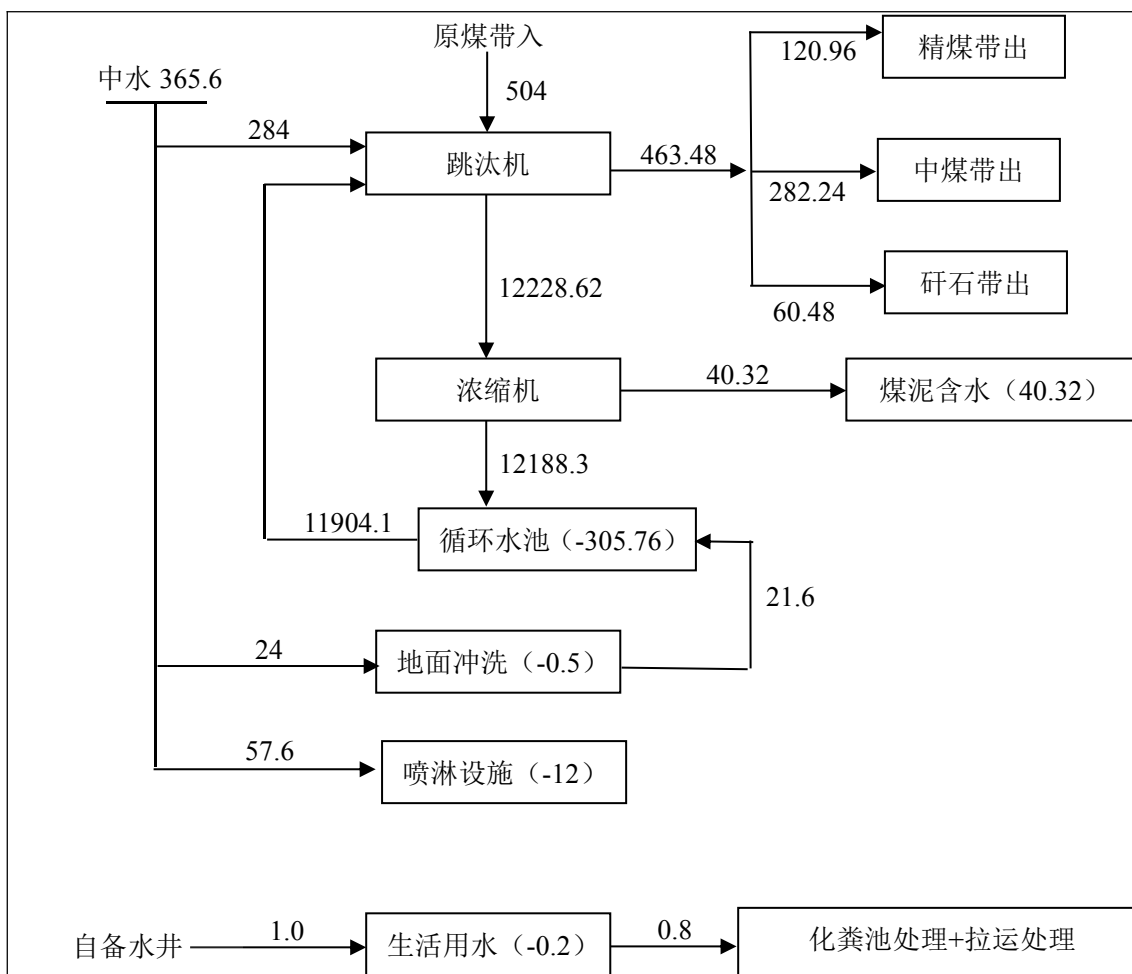 原煤带入
120.96
精煤带出
中水 365.6
504
284
跳汰机
463.48
中煤带出
282.24
12228.62
矸石带出
60.48
浓缩机
40.32
煤泥含水（40.32）
12188.3
11904.1
循环水池（-305.76）
21.6
24
地面冲洗（-0.5）
57.6
喷淋设施（-12）
自备水井
1.0
生活用水（-0.2）
0.8
化粪池处理+拉运处理